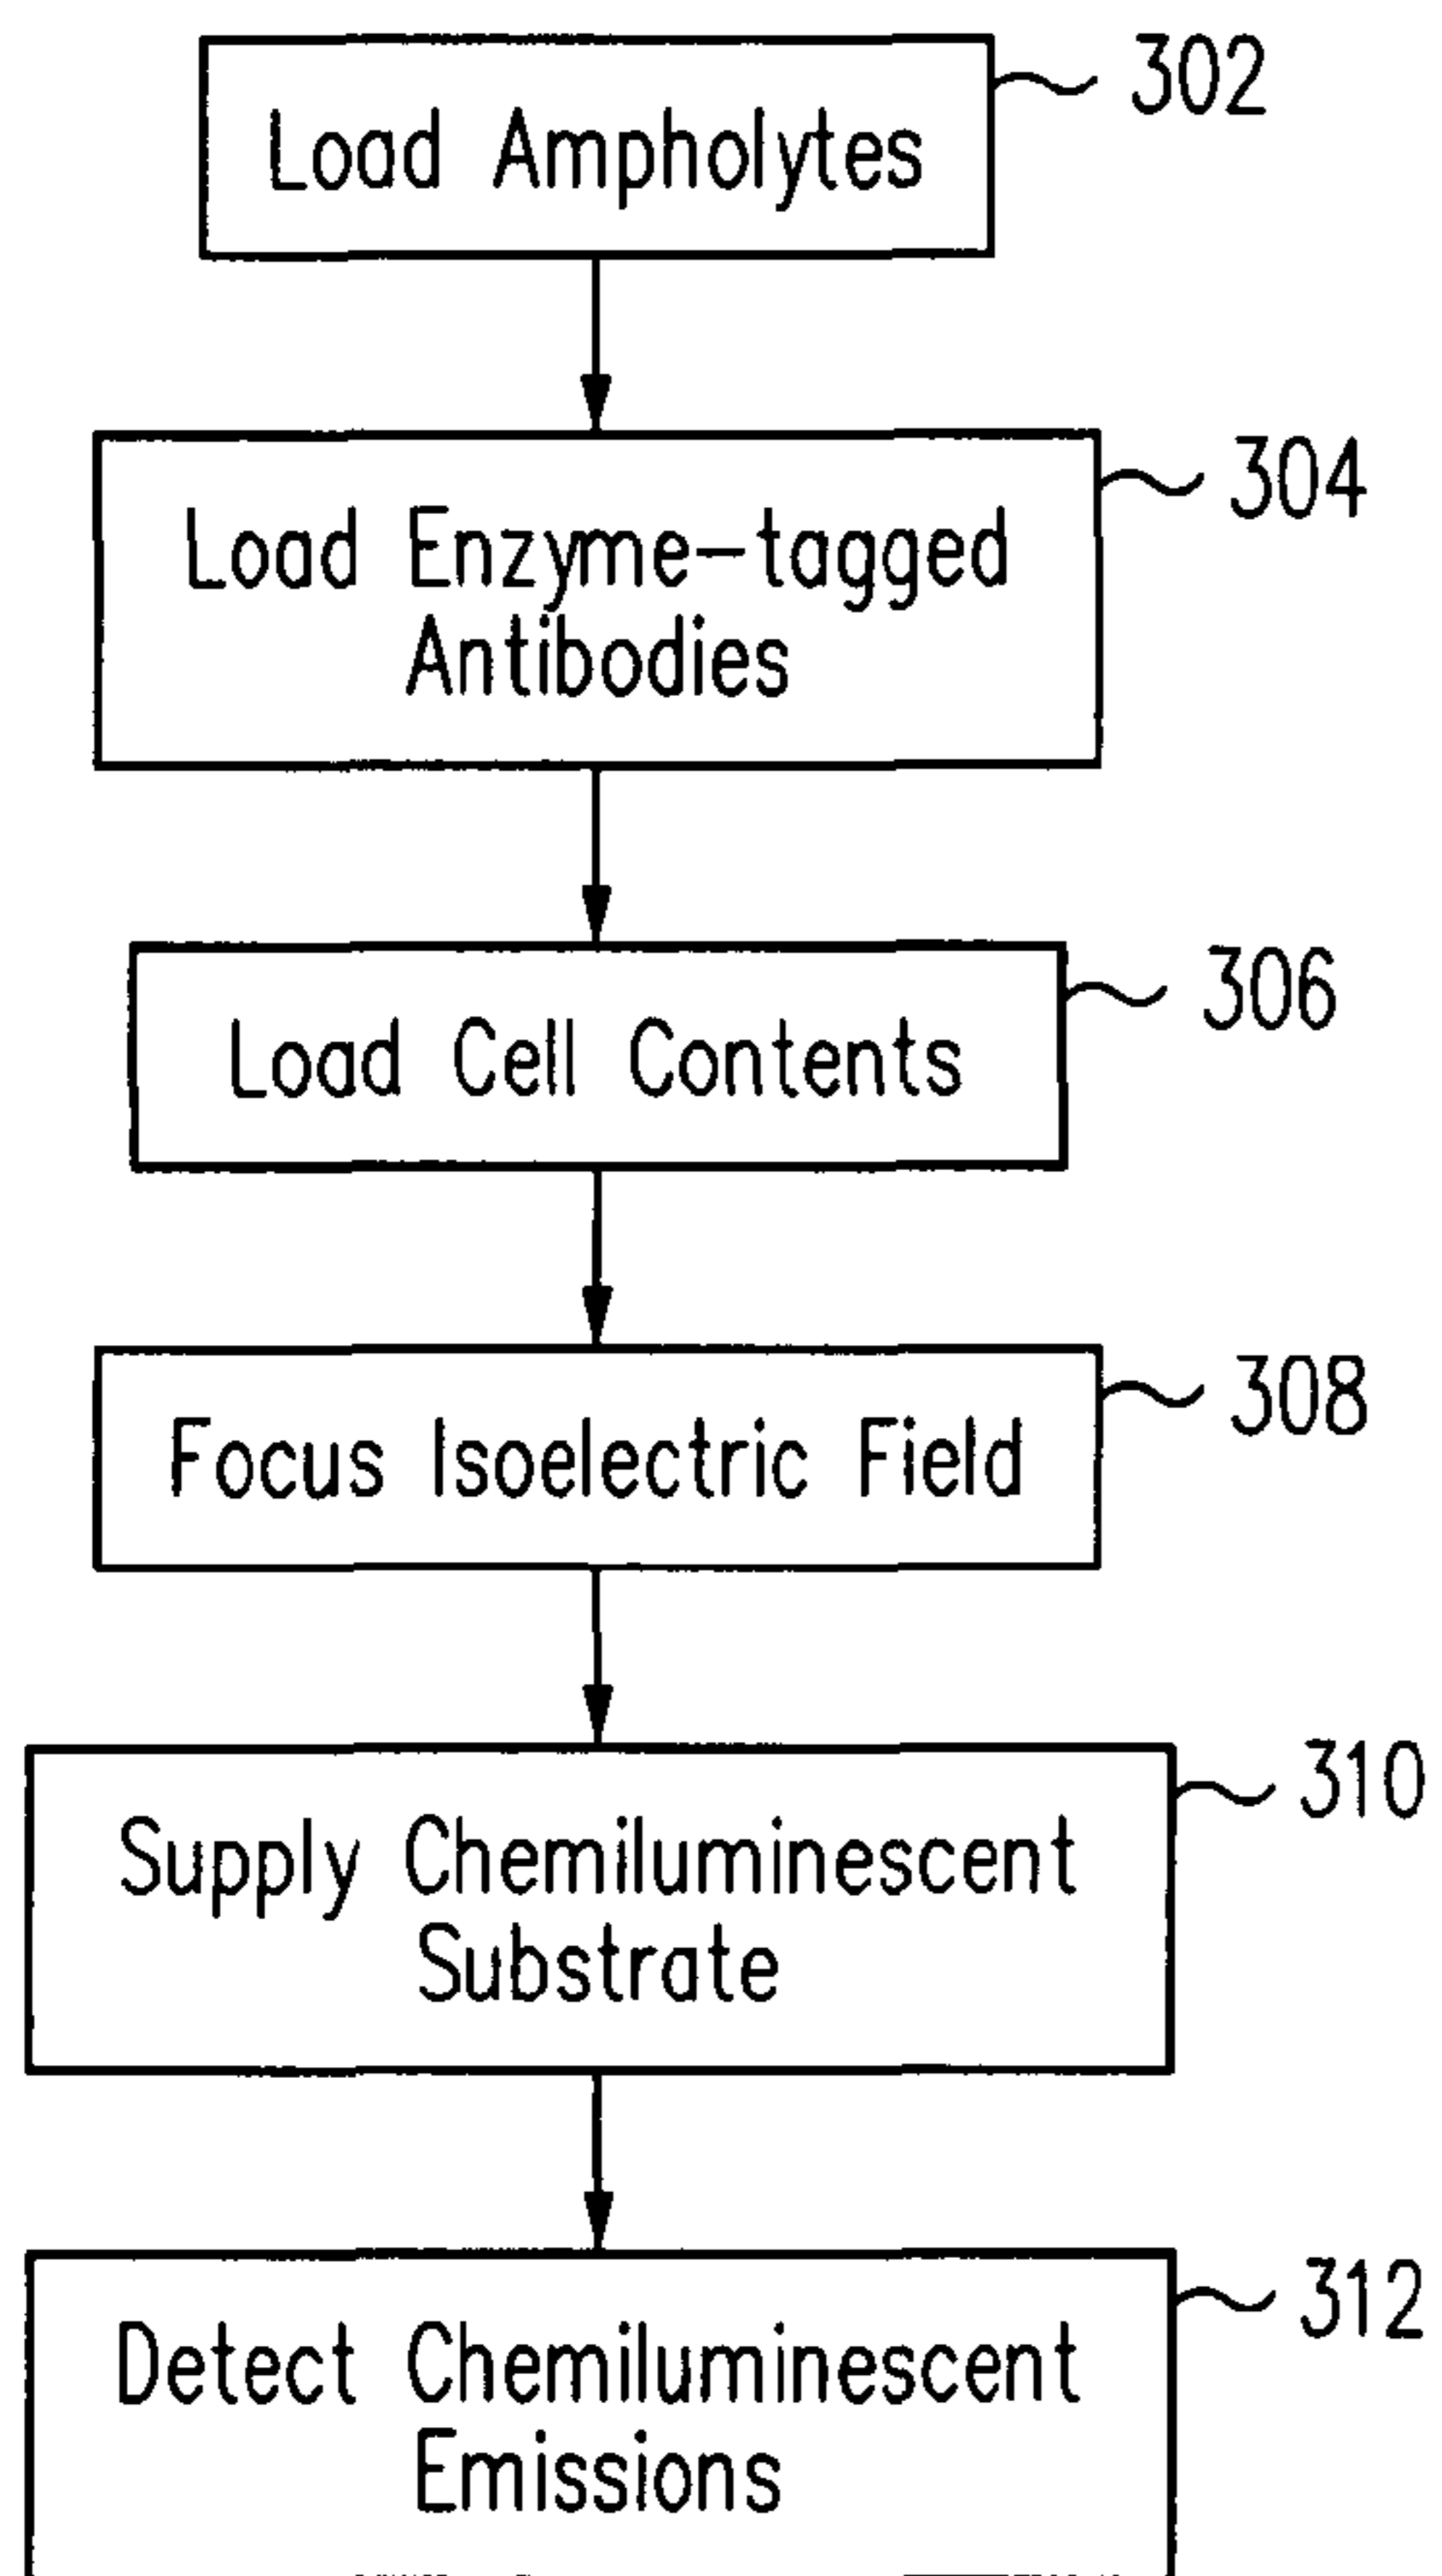 302
Load Ampholytes
304
Load Enzyme-tagged
Antibodies
306
Load Cell Contents
308
Focus Isoelectric Field
310
Supply Chemiluminescent
Substrate
312
Detect Chemiluminescent
Emissions